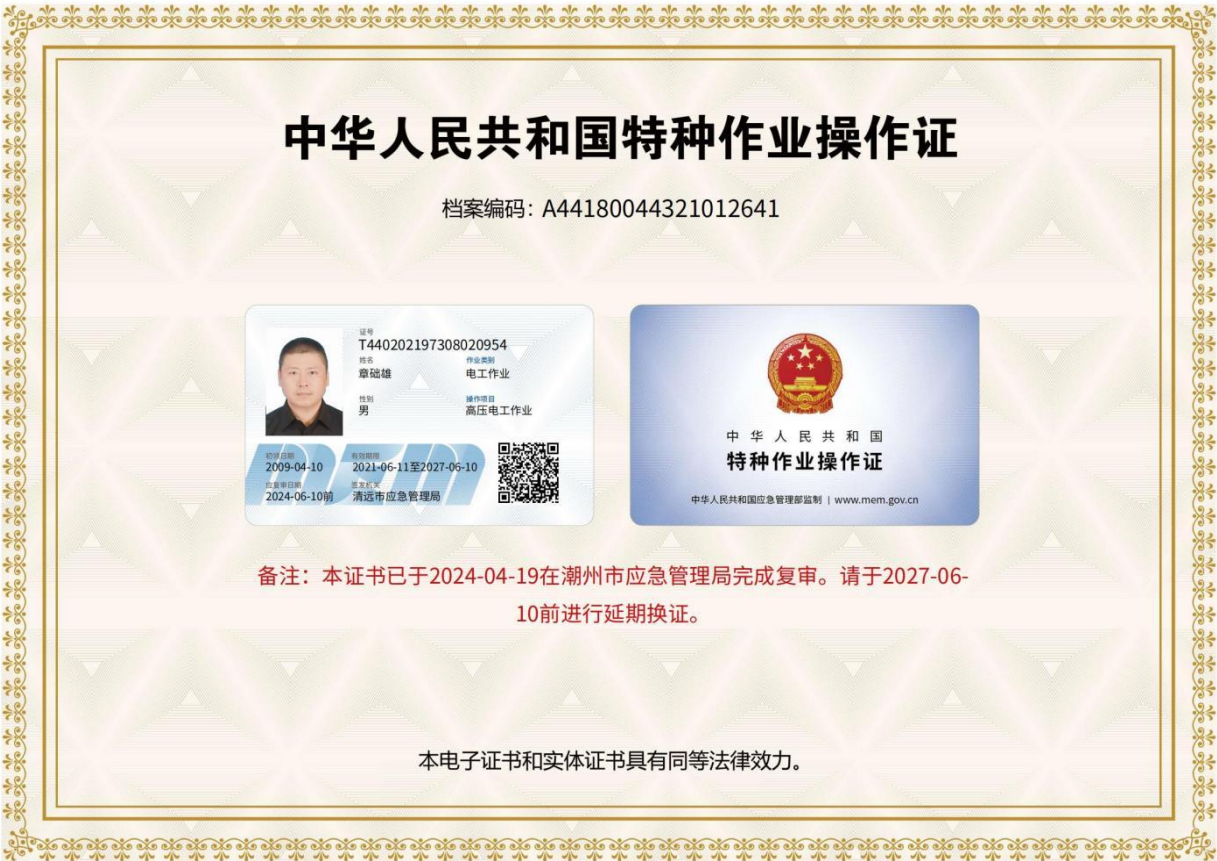 中华人民共和国特种作业操作证
档案编码：A44180044321012641
证号
T440202197308020954
姓名
章础雄
作业类别
电工作业
性别
男
操作项目
高压电工作业
初领日期
2009-04-10
有效期限
2021-06-11至2027-06-10
应复审日期
2024-06-10前
签发机关
清远市应急管理局
中华人民共和国
特种作业操作证
中华人民共和国应急管理部监制 | www.mem.gov.cn
备注：本证书已于2024-04-19在潮州市应急管理局完成复审。请于2027-06-
10前进行延期换证。
本电子证书和实体证书具有同等法律效力。